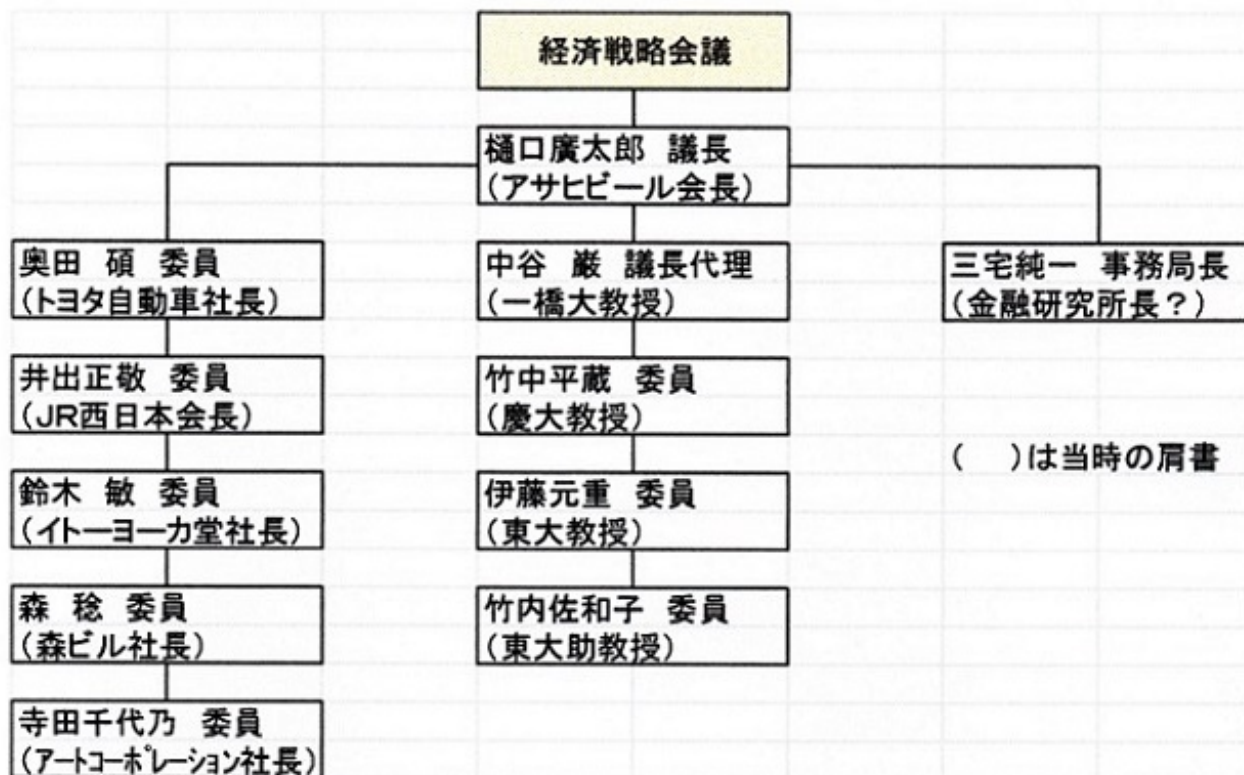 経済戦略会議
樋口廣太郎 議長
(アサヒビール会長)
奥田 碩 委員
(トヨタ自動車社長)
井出正敬 委員
(JR西日本会長)
鈴木 敏 委員
(イトーヨーカ堂社長)
森 稔 委員
(森ビル社長)
寺田千代乃 委員
(アートコーポレーション社長)
中谷 巌 議長代理
(一橋大教授)
竹中平蔵 委員
(慶大教授)
伊藤元重 委員
(東大教授)
竹内佐和子 委員
(東大助教授)
三宅純一 事務局長
(金融研究所長?)
( )は当時の肩書